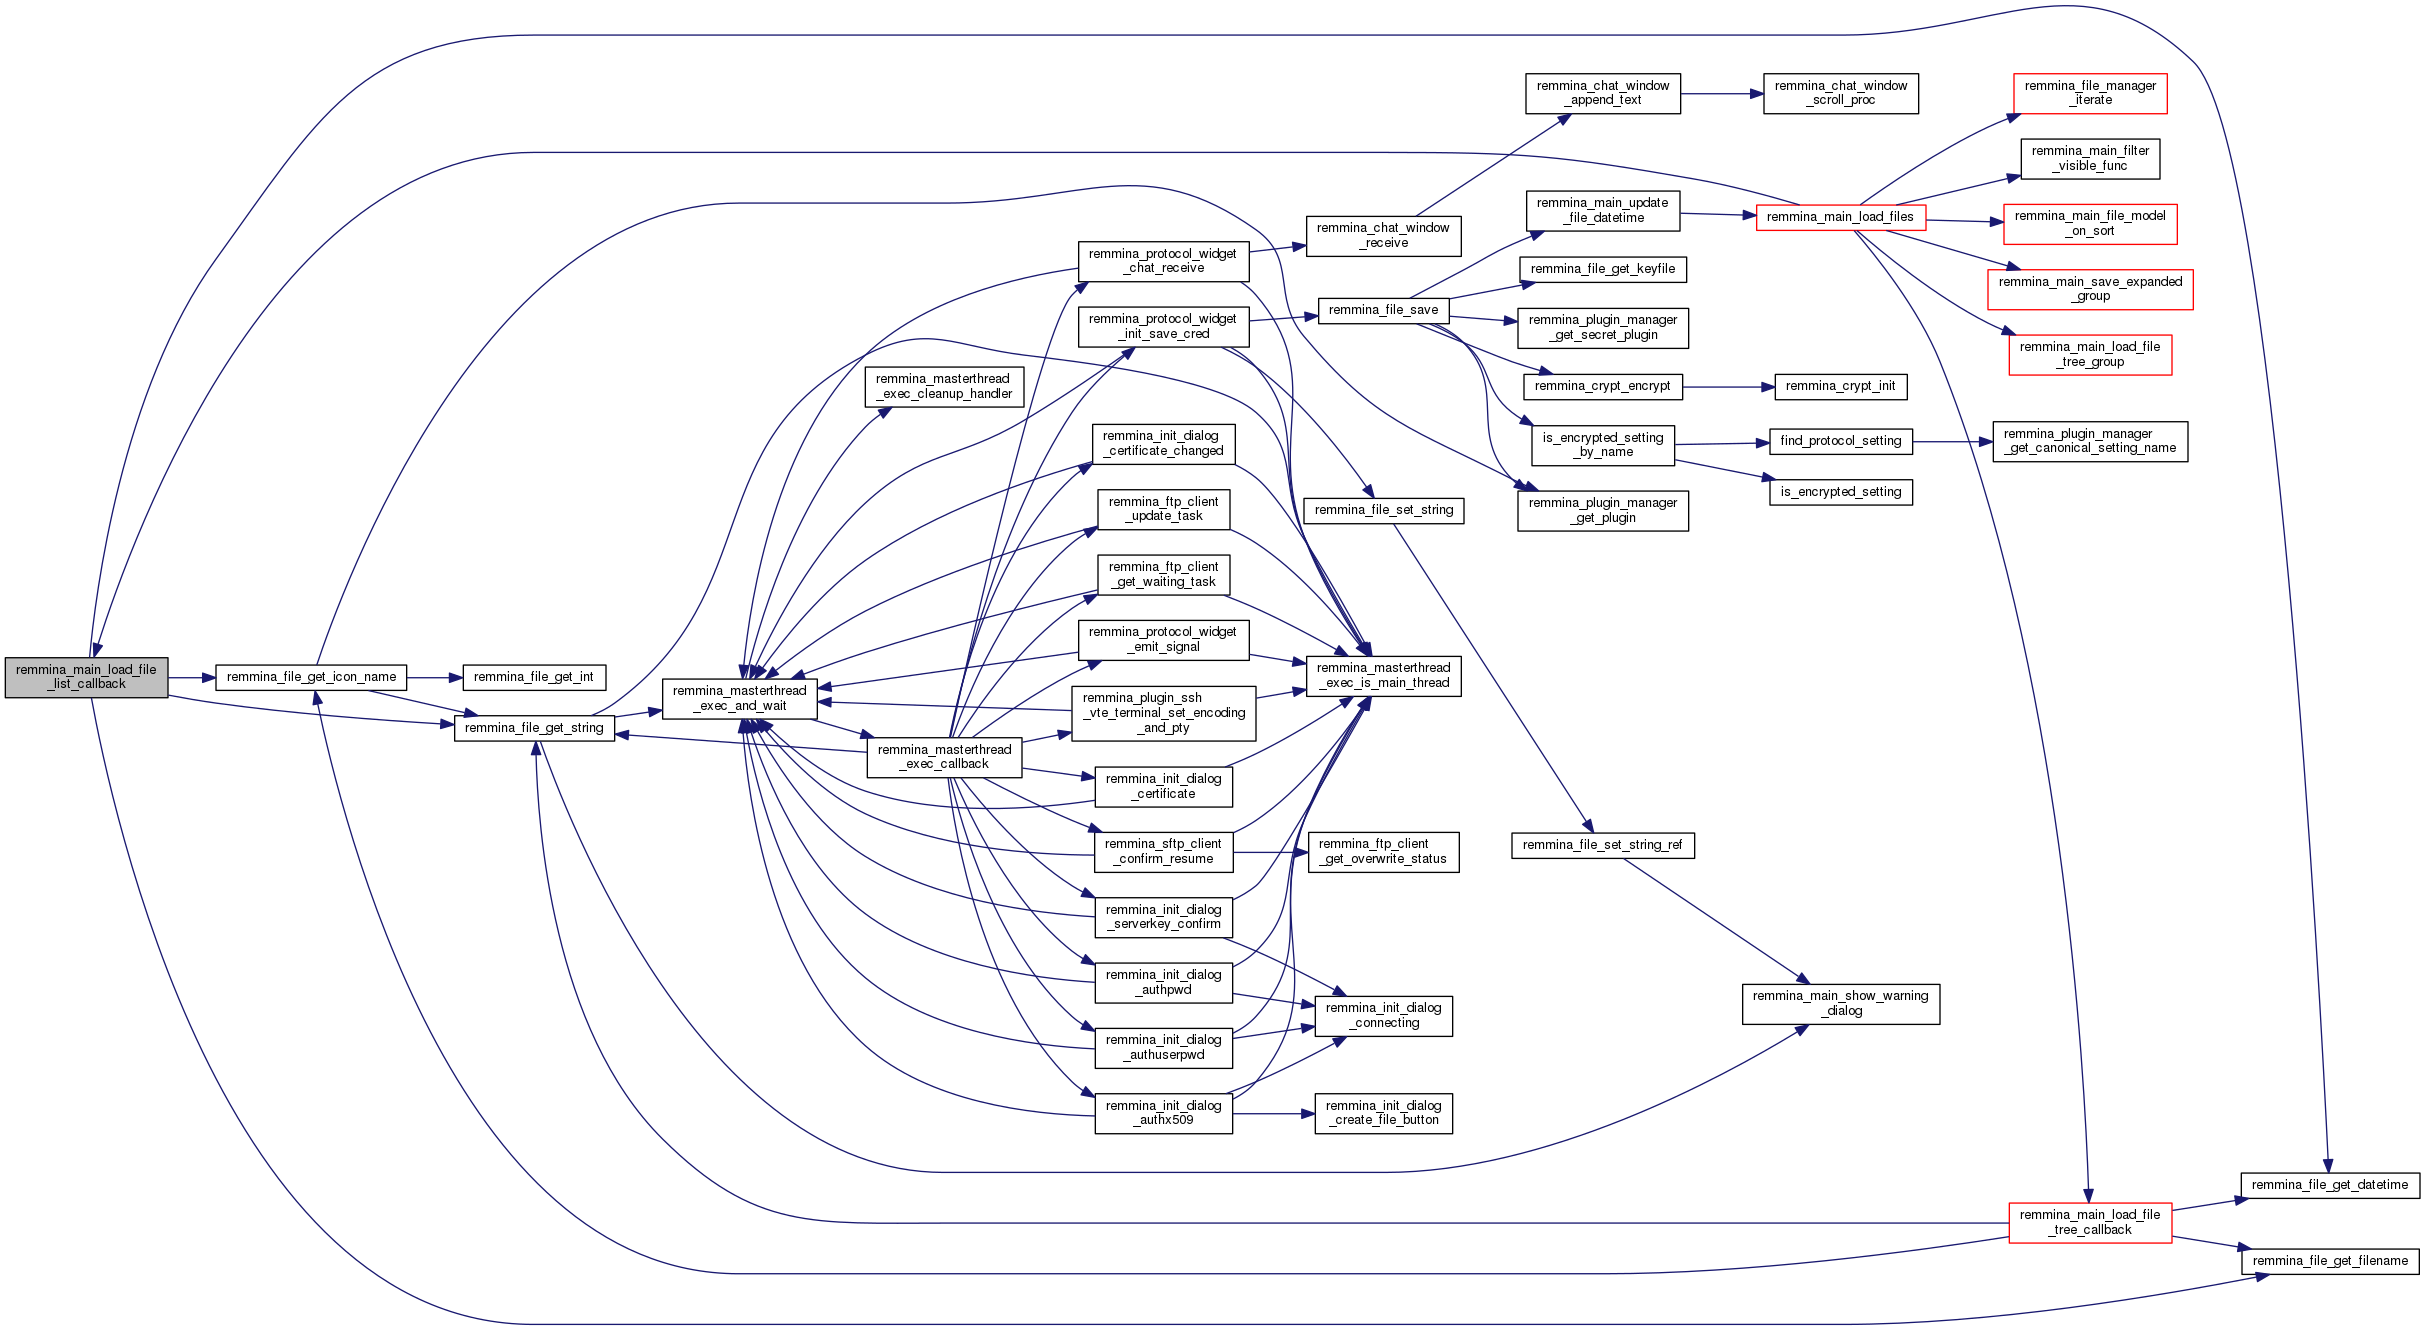 remmina_main_load_file
_list_callback
remmina_file_get_icon_name
remmina_file_get_int
remmina_file_get_string
remmina_masterthread
_exec_and_wait
remmina_masterthread
_exec_cleanup_handler
remmina_masterthread
_exec_callback
remmina_protocol_widget
_chat_receive
remmina_protocol_widget
_init_save_cred
remmina_init_dialog
_certificate_changed
remmina_ftp_client
_update_task
remmina_ftp_client
_get_waiting_task
remmina_protocol_widget
_emit_signal
remmina_plugin_ssh
_vte_terminal_set_encoding
_and_pty
remmina_init_dialog
_certificate
remmina_sftp_client
_confirm_resume
remmina_init_dialog
_serverkey_confirm
remmina_init_dialog
_authpwd
remmina_init_dialog
_authuserpwd
remmina_init_dialog
_authx509
remmina_chat_window
_receive
remmina_file_save
remmina_file_set_string
remmina_masterthread
_exec_is_main_thread
remmina_ftp_client
_get_overwrite_status
remmina_init_dialog
_connecting
remmina_init_dialog
_create_file_button
remmina_chat_window
_append_text
remmina_main_update
_file_datetime
remmina_file_get_keyfile
remmina_plugin_manager
_get_secret_plugin
remmina_crypt_encrypt
is_encrypted_setting
_by_name
remmina_plugin_manager
_get_plugin
remmina_file_set_string_ref
remmina_chat_window
_scroll_proc
remmina_main_load_files
remmina_crypt_init
find_protocol_setting
is_encrypted_setting
remmina_main_show_warning
_dialog
remmina_file_manager
_iterate
remmina_main_filter
_visible_func
remmina_main_file_model
_on_sort
remmina_main_save_expanded
_group
remmina_main_load_file
_tree_group
remmina_plugin_manager
_get_canonical_setting_name
remmina_main_load_file
_tree_callback
remmina_file_get_datetime
remmina_file_get_filename